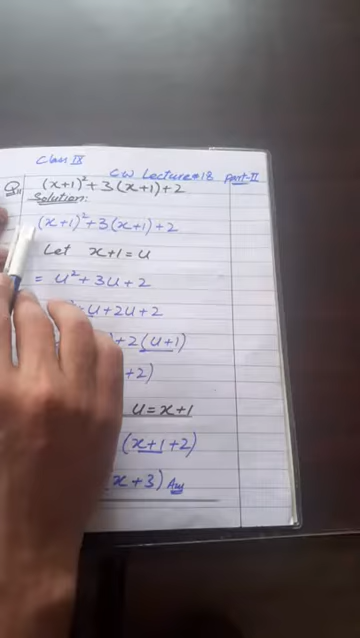 Class IX
CW Lecture#18 Part-II
Q11 (x+1)²+3(x+1)+2
Solution:
(x+1)²+3(x+1)+2
Let x+1=u
= u²+3u+2
u+2u+2
+2(u+1)
+2)
u=x+1
(x+1+2)
x+3) Ans